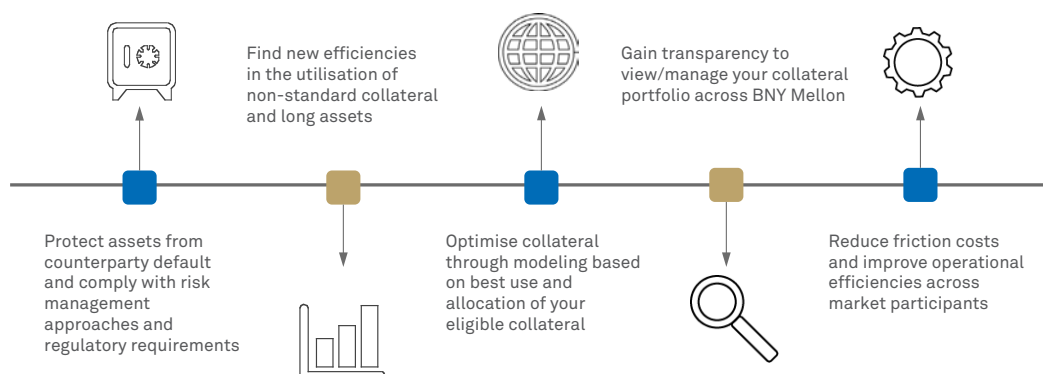 Find new efficiencies
in the utilisation of
non-standard collateral
and long assets
Gain transparency to
view/manage your collateral
portfolio across BNY Mellon
Protect assets from
counterparty default
and comply with risk
management
approaches and
regulatory requirements
Optimise collateral
through modeling based
on best use and
allocation of your
eligible collateral
Reduce friction costs
and improve operational
efficiencies across
market participants